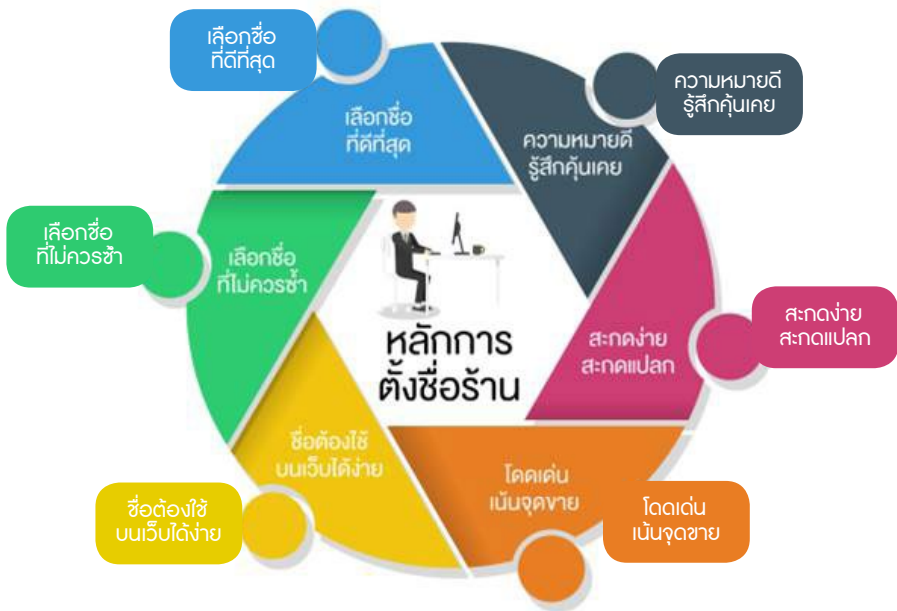 เลือกชื่อ
ที่ดีที่สุด
เลือกชื่อ
ที่ดีที่สุด
ความหมายดี
รู้สึกคุ้นเคย
ความหมายดี
รู้สึกคุ้นเคย
เลือกชื่อ
ที่ไม่ควรซ้ำ
เลือกชื่อ
ที่ไม่ควรซ้ำ
หลักการ
ตั้งชื่อร้าน
สะกดง่าย
สะกดแปลก
สะกดง่าย
สะกดแปลก
ชื่อต้องใช้
บนเว็บได้ง่าย
ชื่อต้องใช้
บนเว็บได้ง่าย
โดดเด่น
เน้นจุดขาย
โดดเด่น
เน้นจุดขาย